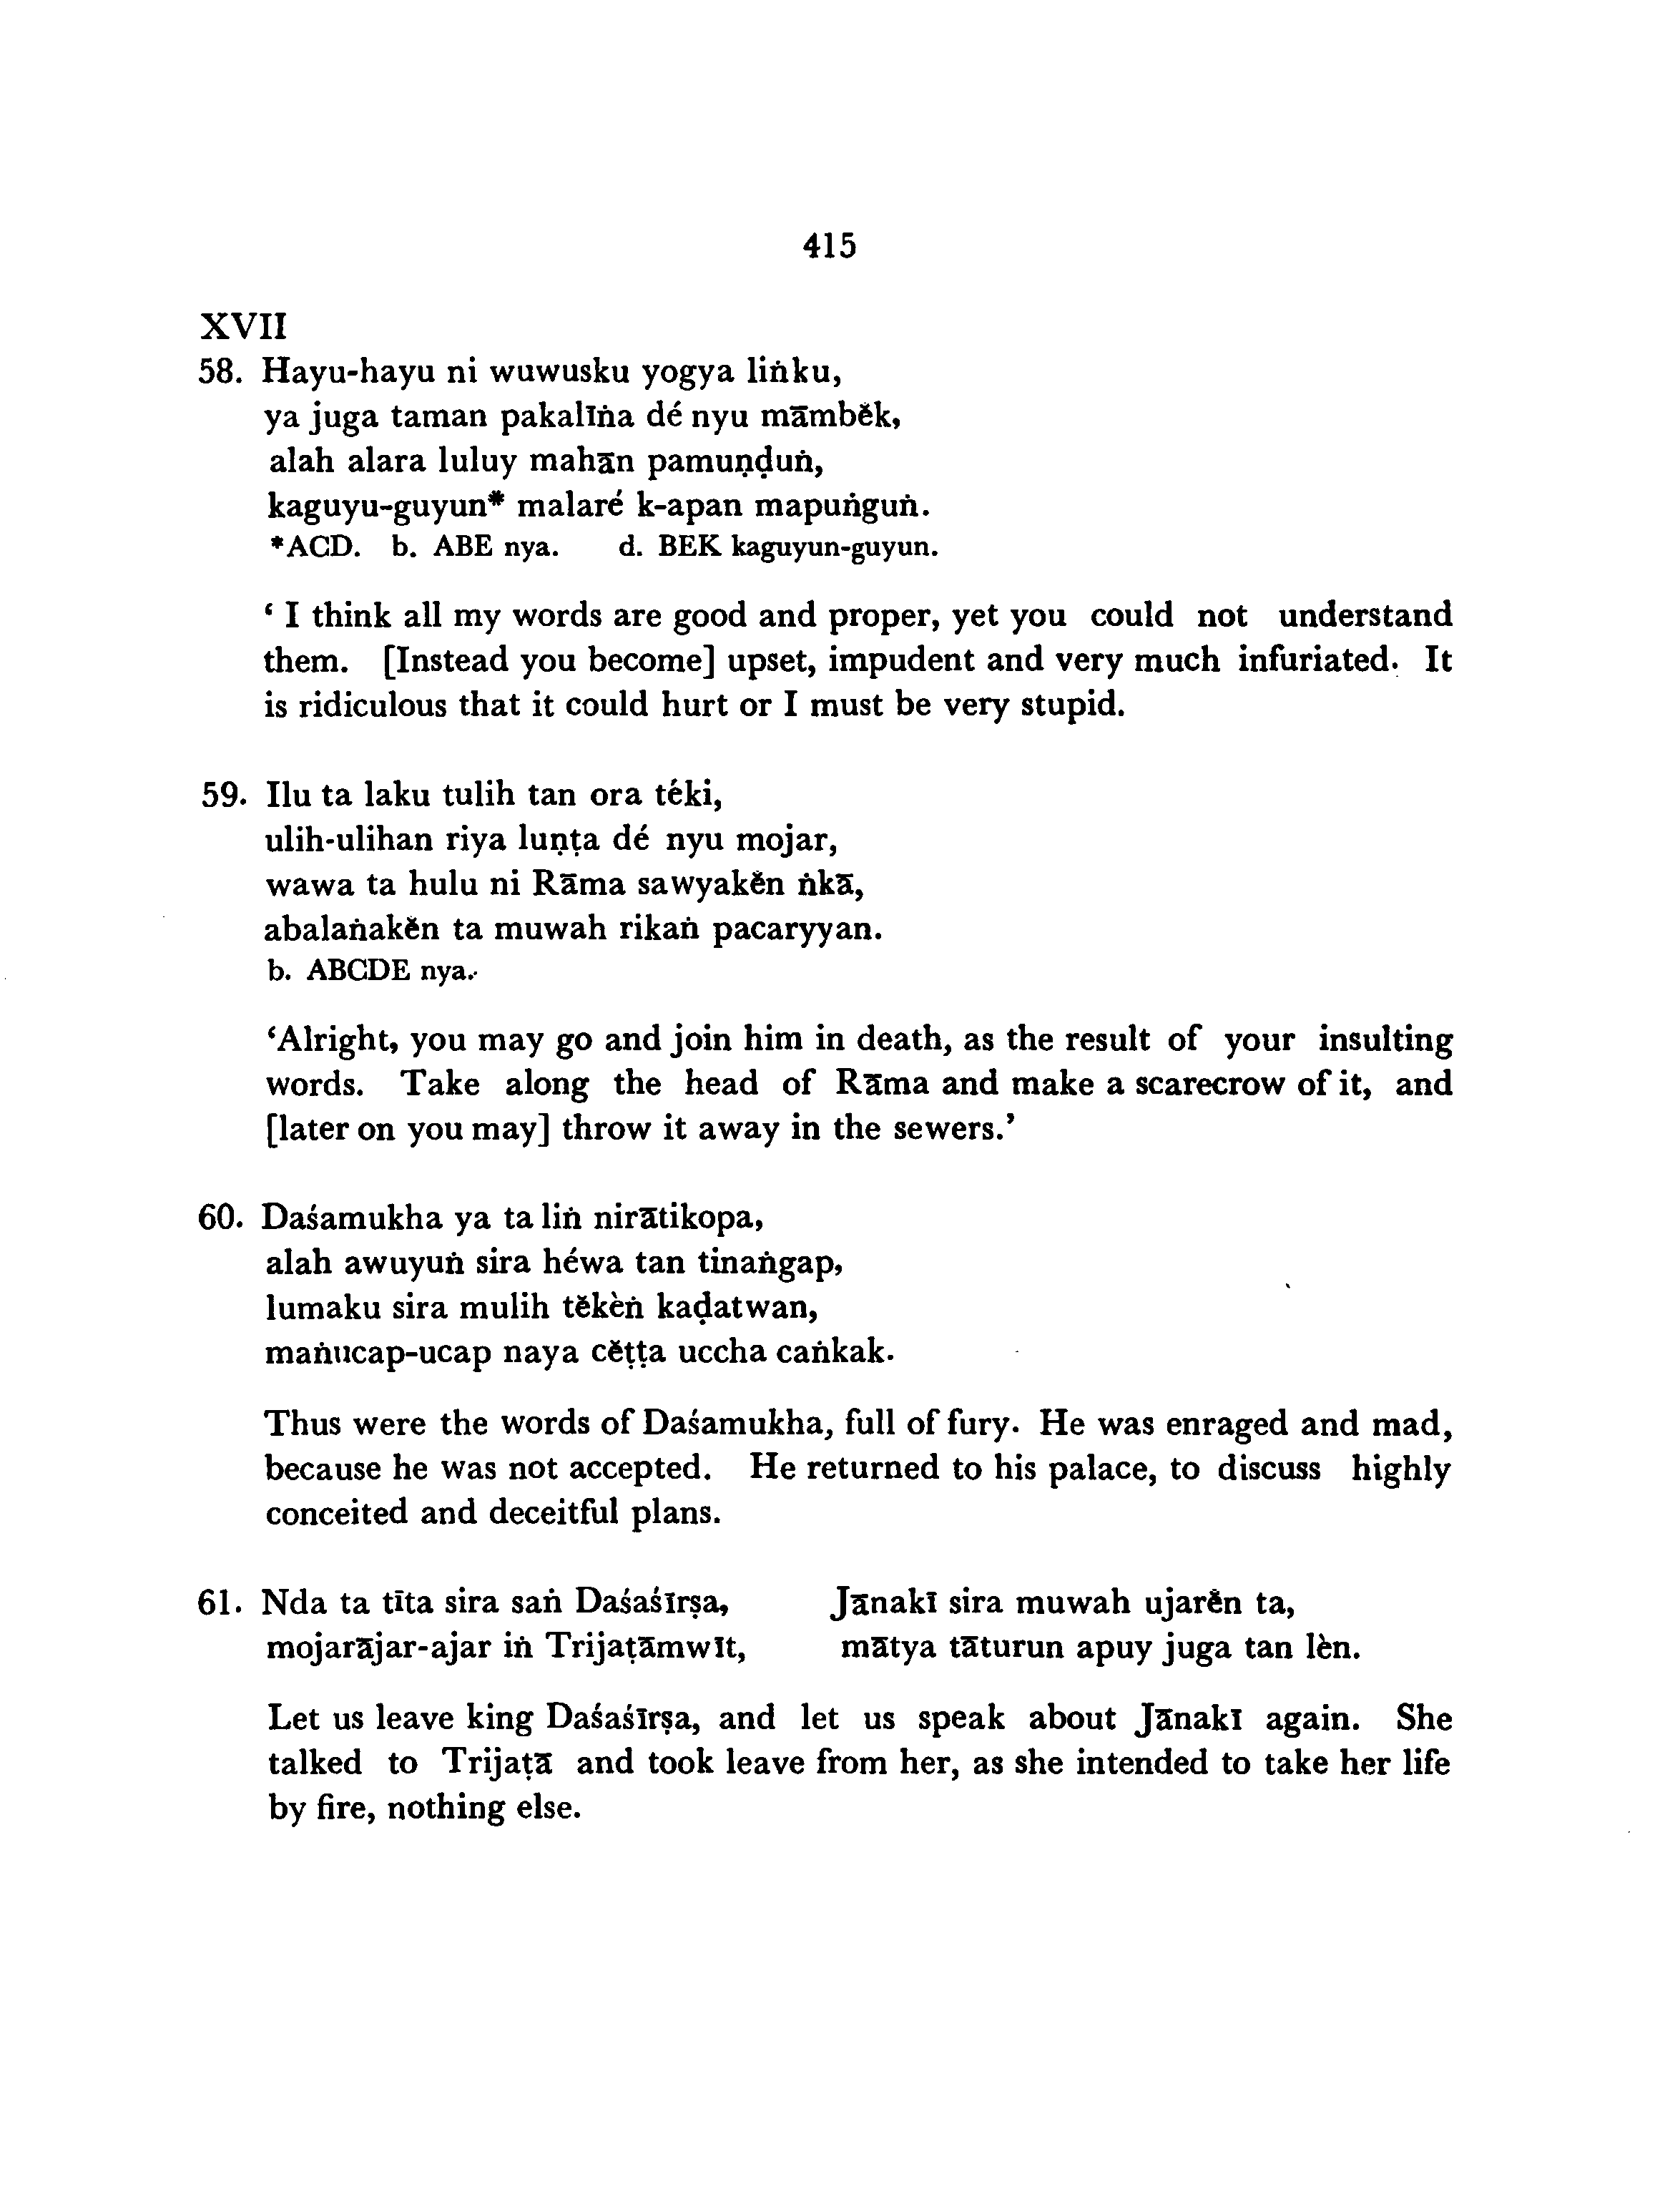 415
XVII
58. Hayu-hayu ni wuwusku yogya liṅku,
ya juga taman pakalīṅa dé nyu māmběk,
alah alara luluy mahān pamuṇḍuṅ,
kaguyu-guyun* malaré k-apan mapuṅguṅ.
*ACD. b. ABE nya. d. BEK kaguyun-guyun.
‘ I think all my words are good and proper, yet you could not understand
them. [Instead you become] upset, impudent and very much infuriated. It
is ridiculous that it could hurt or I must be very stupid.
59. Ilu ta laku tulih tan ora téki,
ulih-ulihan riya luṇṭa dé nyu mojar,
wawa ta hulu ni Rāma sawyakěn ṅkā,
abalaṅakěn ta muwah rikaṅ pacaryyan.
b. ABCDE nya.
‘Alright, you may go and join him in death, as the result of your insulting
words. Take along the head of Rāma and make a scarecrow of it, and
[later on you may] throw it away in the sewers.’
60. Daśamukha ya ta liṅ nirātikopa,
alah awuyuṅ sira héwa tan tinaṅgap,
lumaku sira mulih těkèṅ kaḍatwan,
maṅucap-ucap naya cěṭṭa uccha caṅkak.
Thus were the words of Daśamukha, full of fury. He was enraged and mad,
because he was not accepted. He returned to his palace, to discuss highly
conceited and deceitful plans.
61. Nda ta tīta sira saṅ Daśaśīrṣa, Jānakī sira muwah ujarěn ta,
mojarājar-ajar iṅ Trijaṭāmwīt, mātya tāturun apuy juga tan lèn.
Let us leave king Daśaśīrṣa, and let us speak about Jānakī again. She
talked to Trijaṭā and took leave from her, as she intended to take her life
by fire, nothing else.